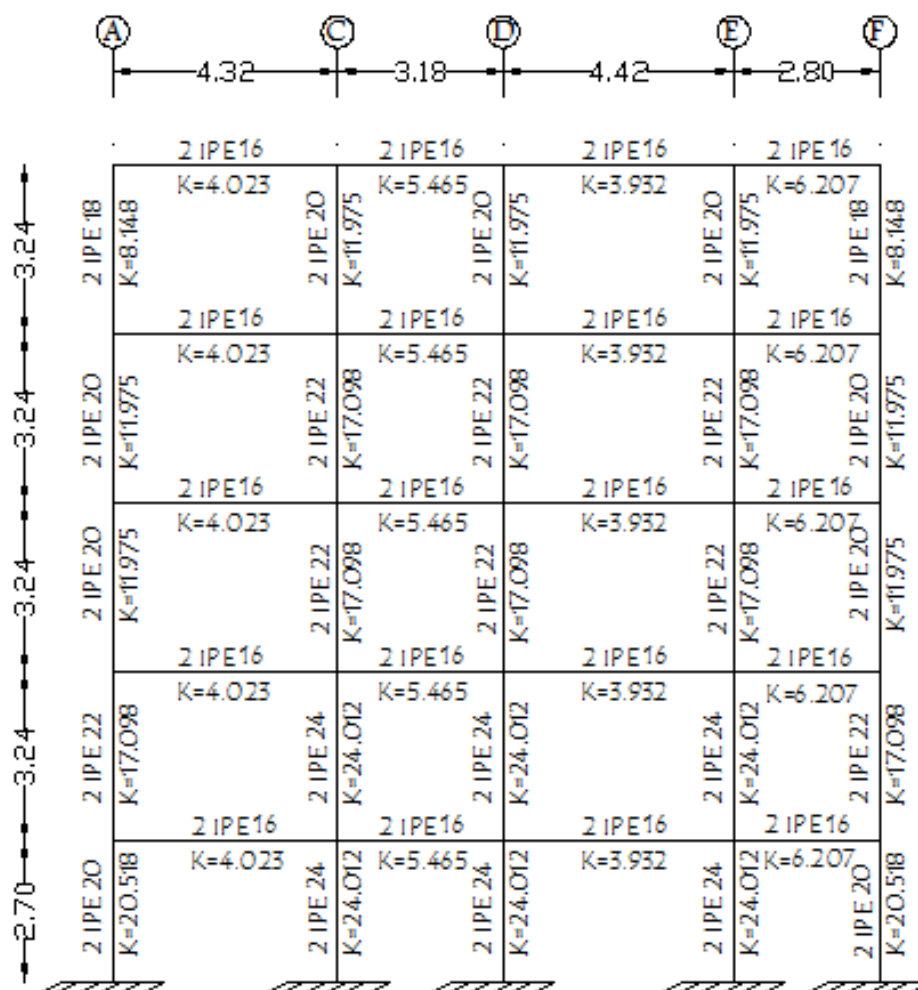 A C D E F
4.32 3.18 4.42 2.80
2 IPE16 2 IPE16 2 IPE16 2 IPE16
K=4.023 K=5.465 K=3.932 K=6.207
3.24
2 IPE 18 K=8.148 2 IPE 20 K=11.975 2 IPE 20 K=11.975 2 IPE 20 K=11.975 2 IPE 18 K=8.148
2 IPE16 2 IPE16 2 IPE16 2 IPE16
K=4.023 K=5.465 K=3.932 K=6.207
3.24
2 IPE 20 K=11.975 2 IPE 22 K=17.098 2 IPE 22 K=17.098 2 IPE 22 K=17.098 2 IPE 20 K=11.975
2 IPE16 2 IPE16 2 IPE16 2 IPE16
K=4.023 K=5.465 K=3.932 K=6.207
3.24
2 IPE 20 K=11.975 2 IPE 22 K=17.098 2 IPE 22 K=17.098 2 IPE 22 K=17.098 2 IPE 20 K=11.975
2 IPE16 2 IPE16 2 IPE16 2 IPE16
K=4.023 K=5.465 K=3.932 K=6.207
3.24
2 IPE 22 K=17.098 2 IPE 24 K=24.012 2 IPE 24 K=24.012 2 IPE 24 K=24.012 2 IPE 22 K=17.098
2 IPE16 2 IPE16 2 IPE16 2 IPE16
K=4.023 K=5.465 K=3.932 K=6.207
2.70
2 IPE 20 K=20.518 2 IPE 24 K=24.012 2 IPE 24 K=24.012 2 IPE 24 K=24.012 2 IPE 20 K=20.518